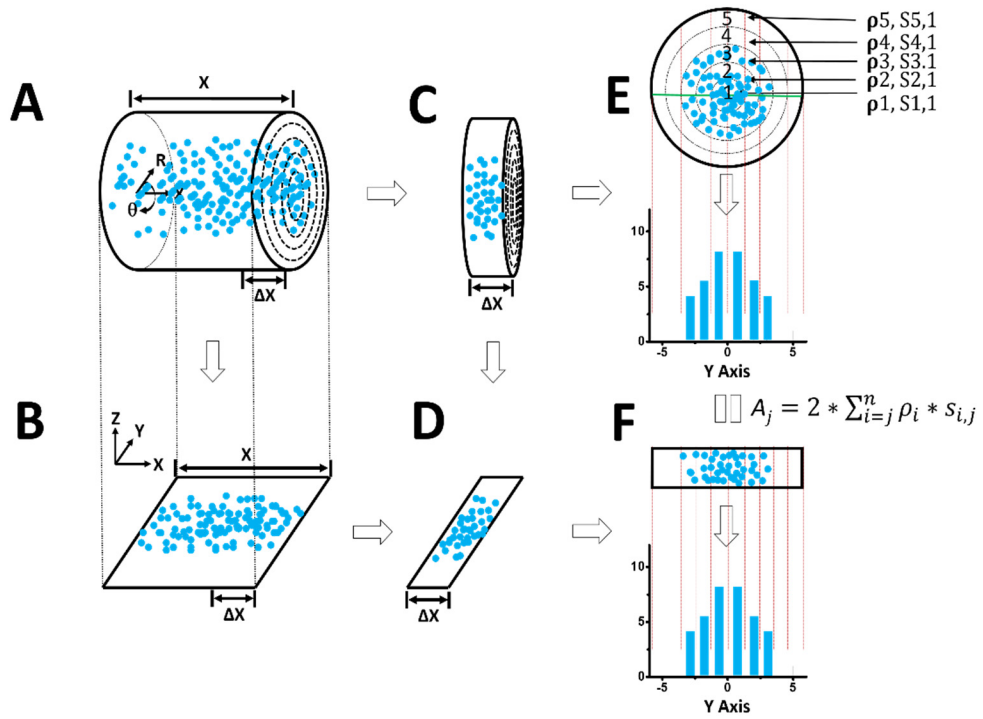 A
X
R
X
θ
ΔX
C
ΔX
E
5
4
3
2
1
ρ5, S5,1
ρ4, S4,1
ρ3, S3.1
ρ2, S2,1
ρ1, S1,1
10
5
0
-5 0 5
Y Axis
B
Z
Y
X
X
ΔX
D
ΔX
F
A_j = 2 * ∑_{i=j}^{n} ρ_i * s_{i,j}
10
5
0
-5 0 5
Y Axis